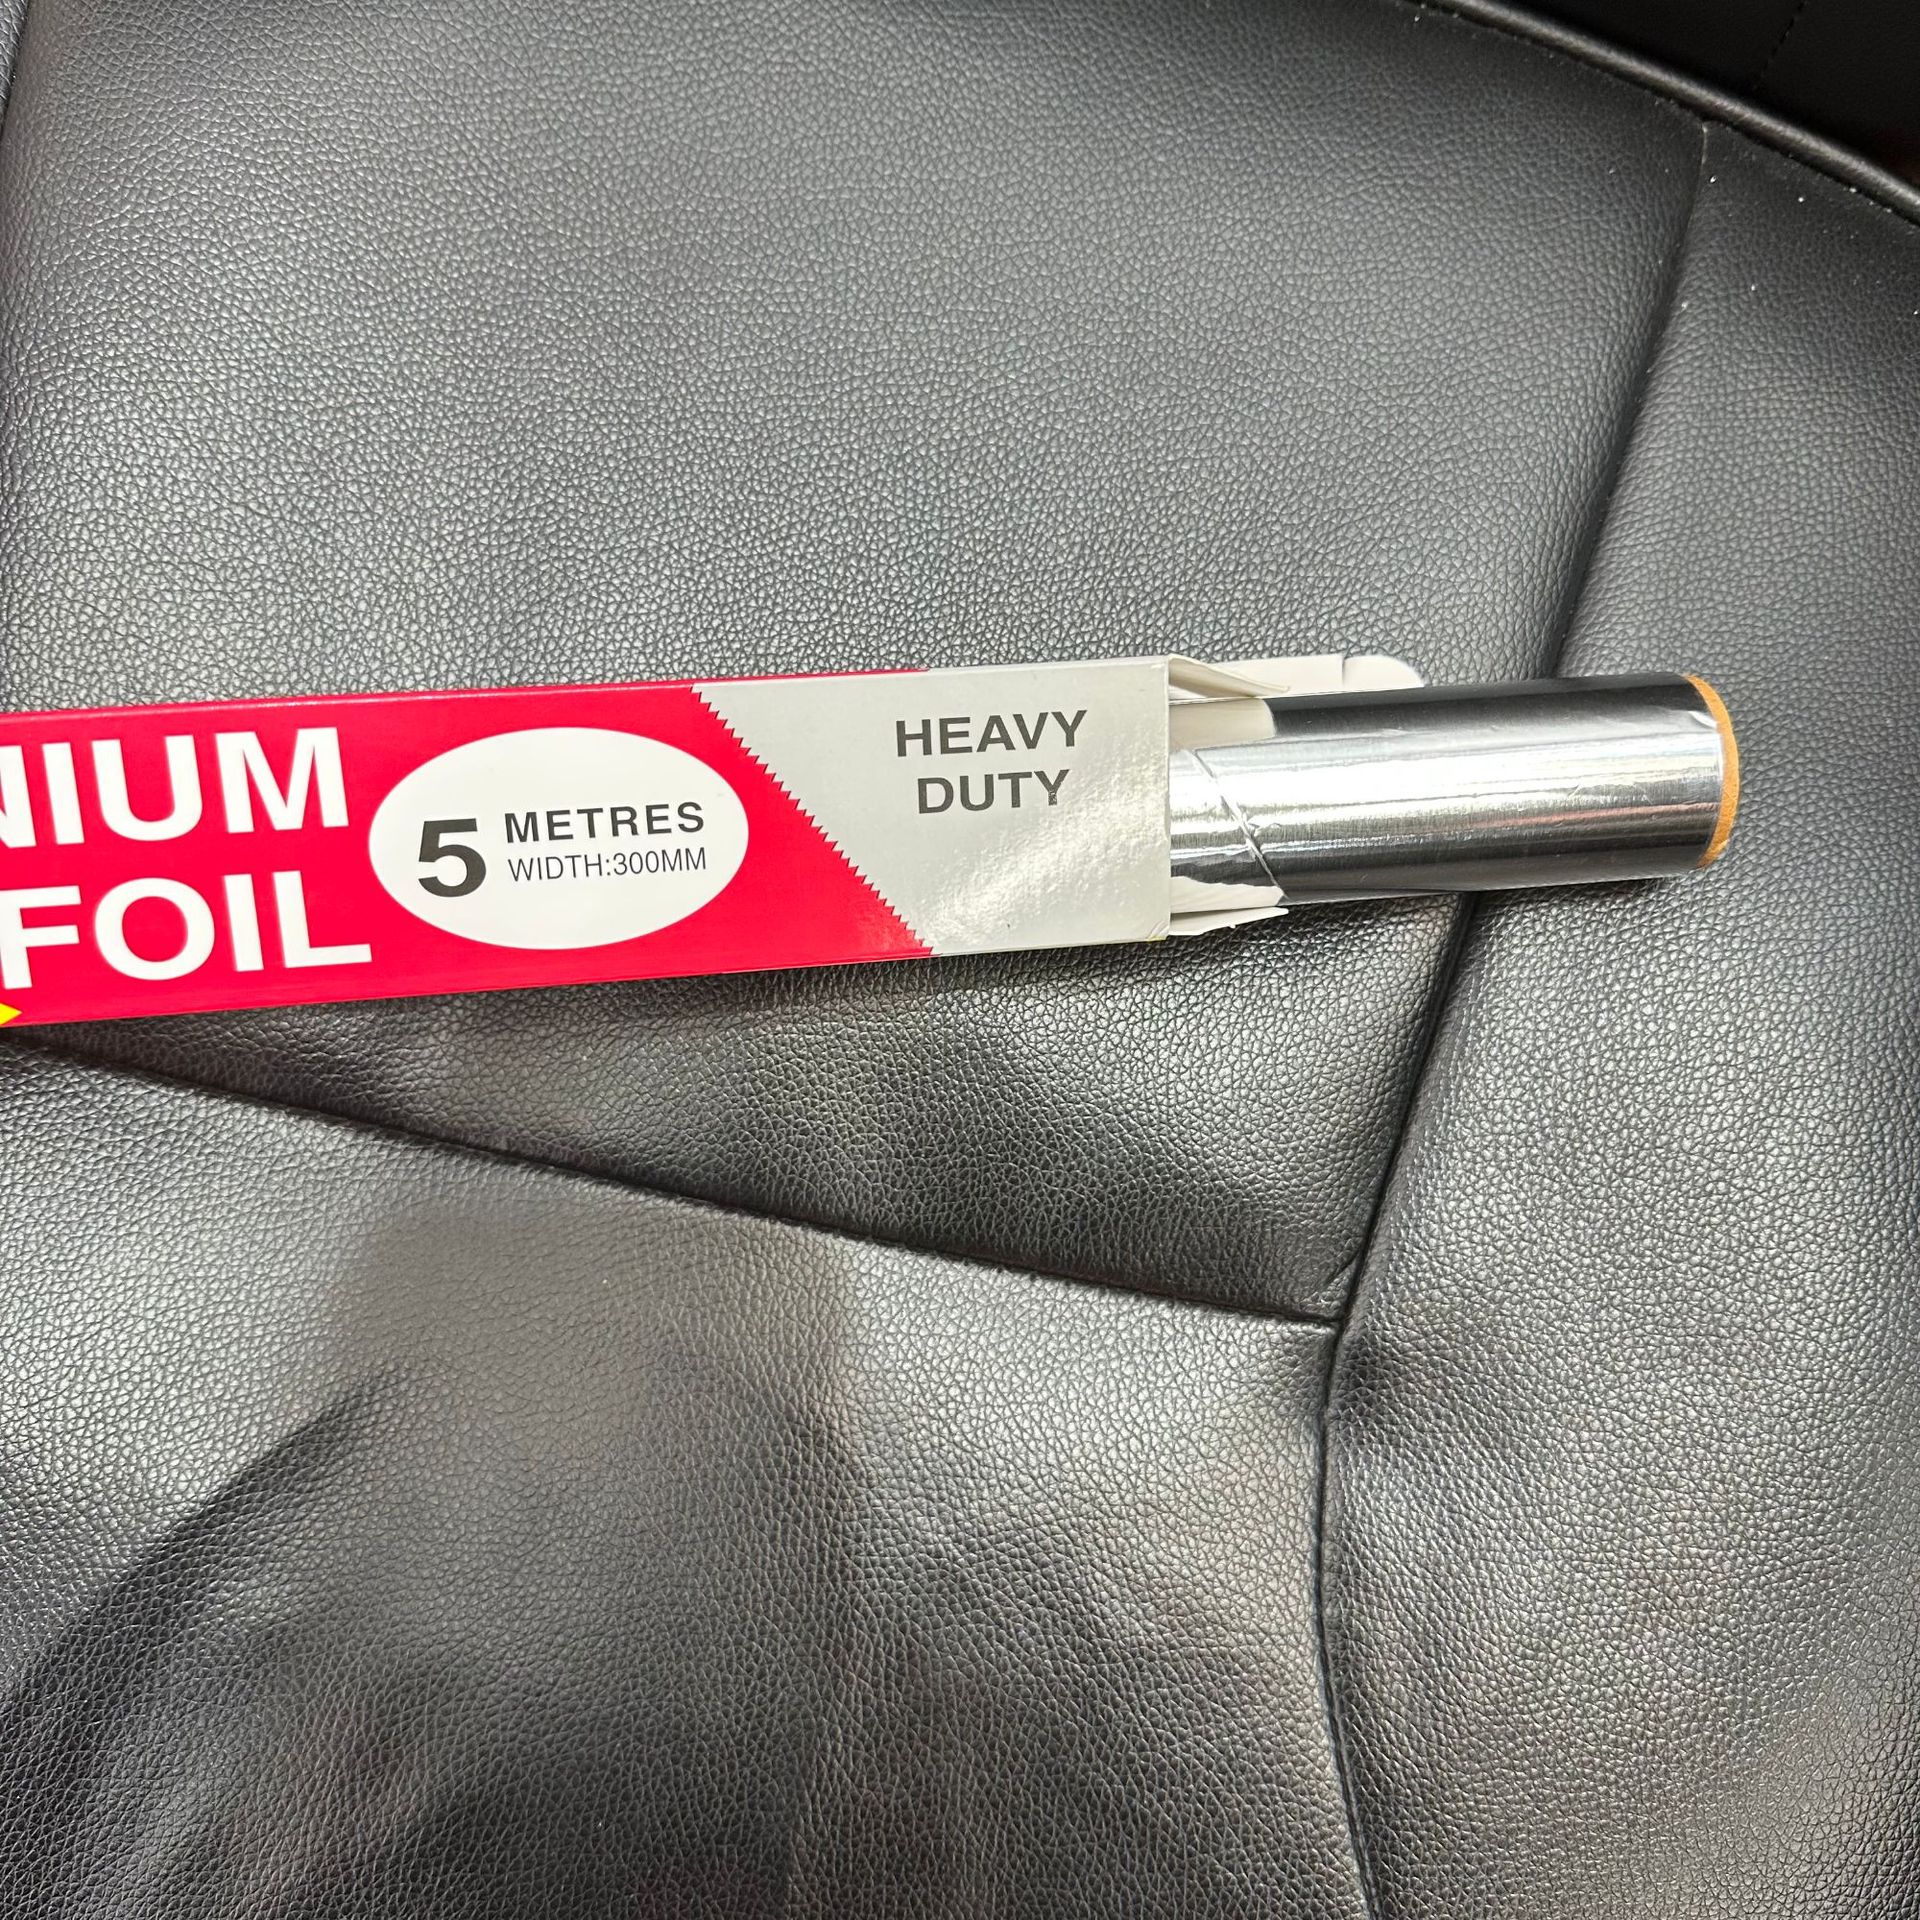 NIUM
FOIL
5 METRES
WIDTH:300MM
HEAVY
DUTY